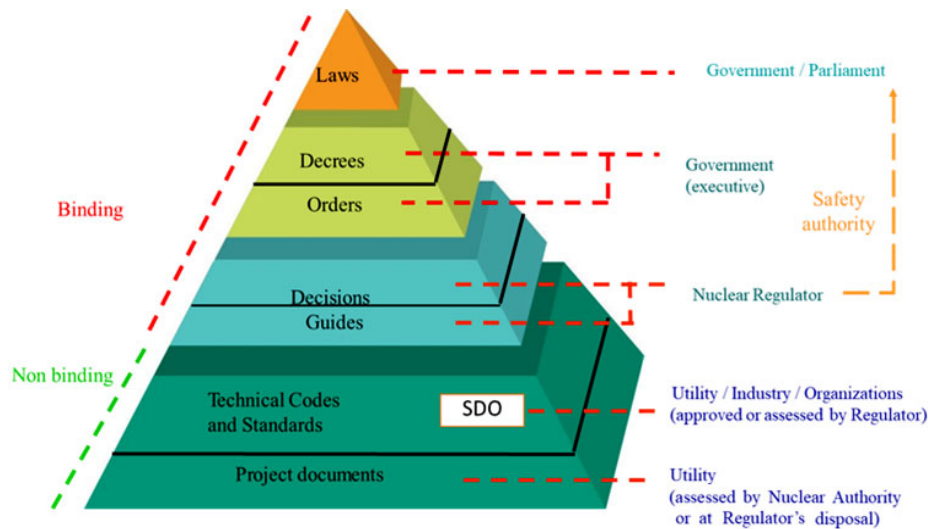 Laws
Government / Parliament
Decrees
Government
(executive)
Orders
Binding
Safety
authority
Decisions
Nuclear Regulator
Guides
Non binding
Technical Codes
and Standards
SDO
Utility / Industry / Organizations
(approved or assessed by Regulator)
Project documents
Utility
(assessed by Nuclear Authority
or at Regulator's disposal)